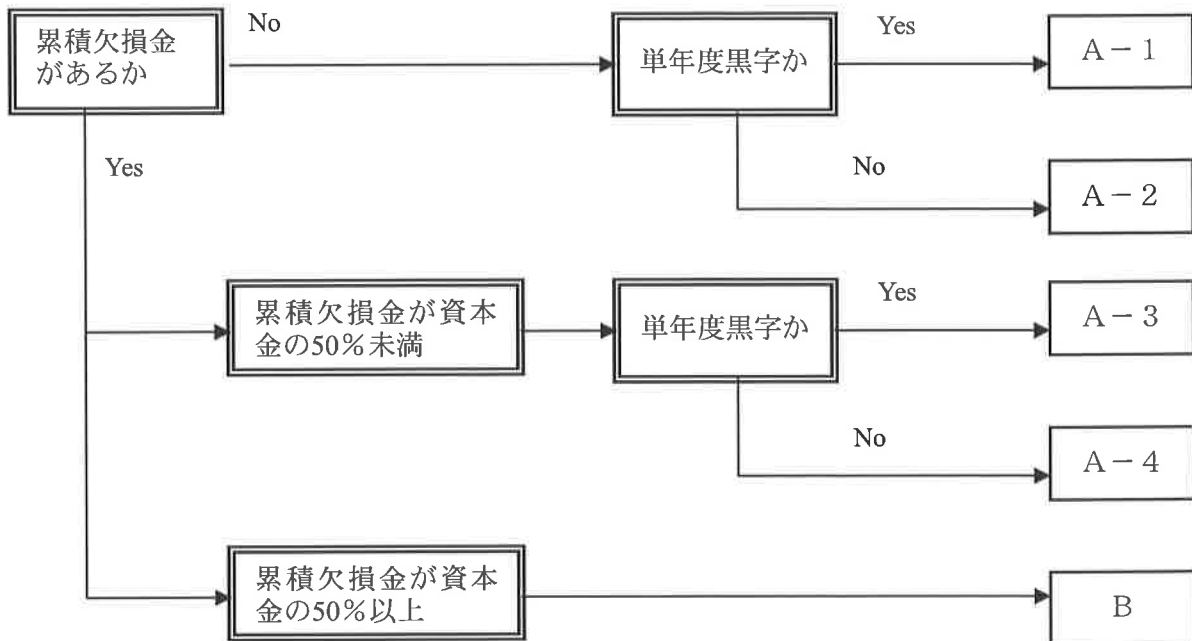 累積欠損金
があるか
No
単年度黒字か
Yes
A－1
Yes
No
A－2
累積欠損金が資本
金の50％未満
単年度黒字か
Yes
A－3
No
A－4
累積欠損金が資本
金の50％以上
B